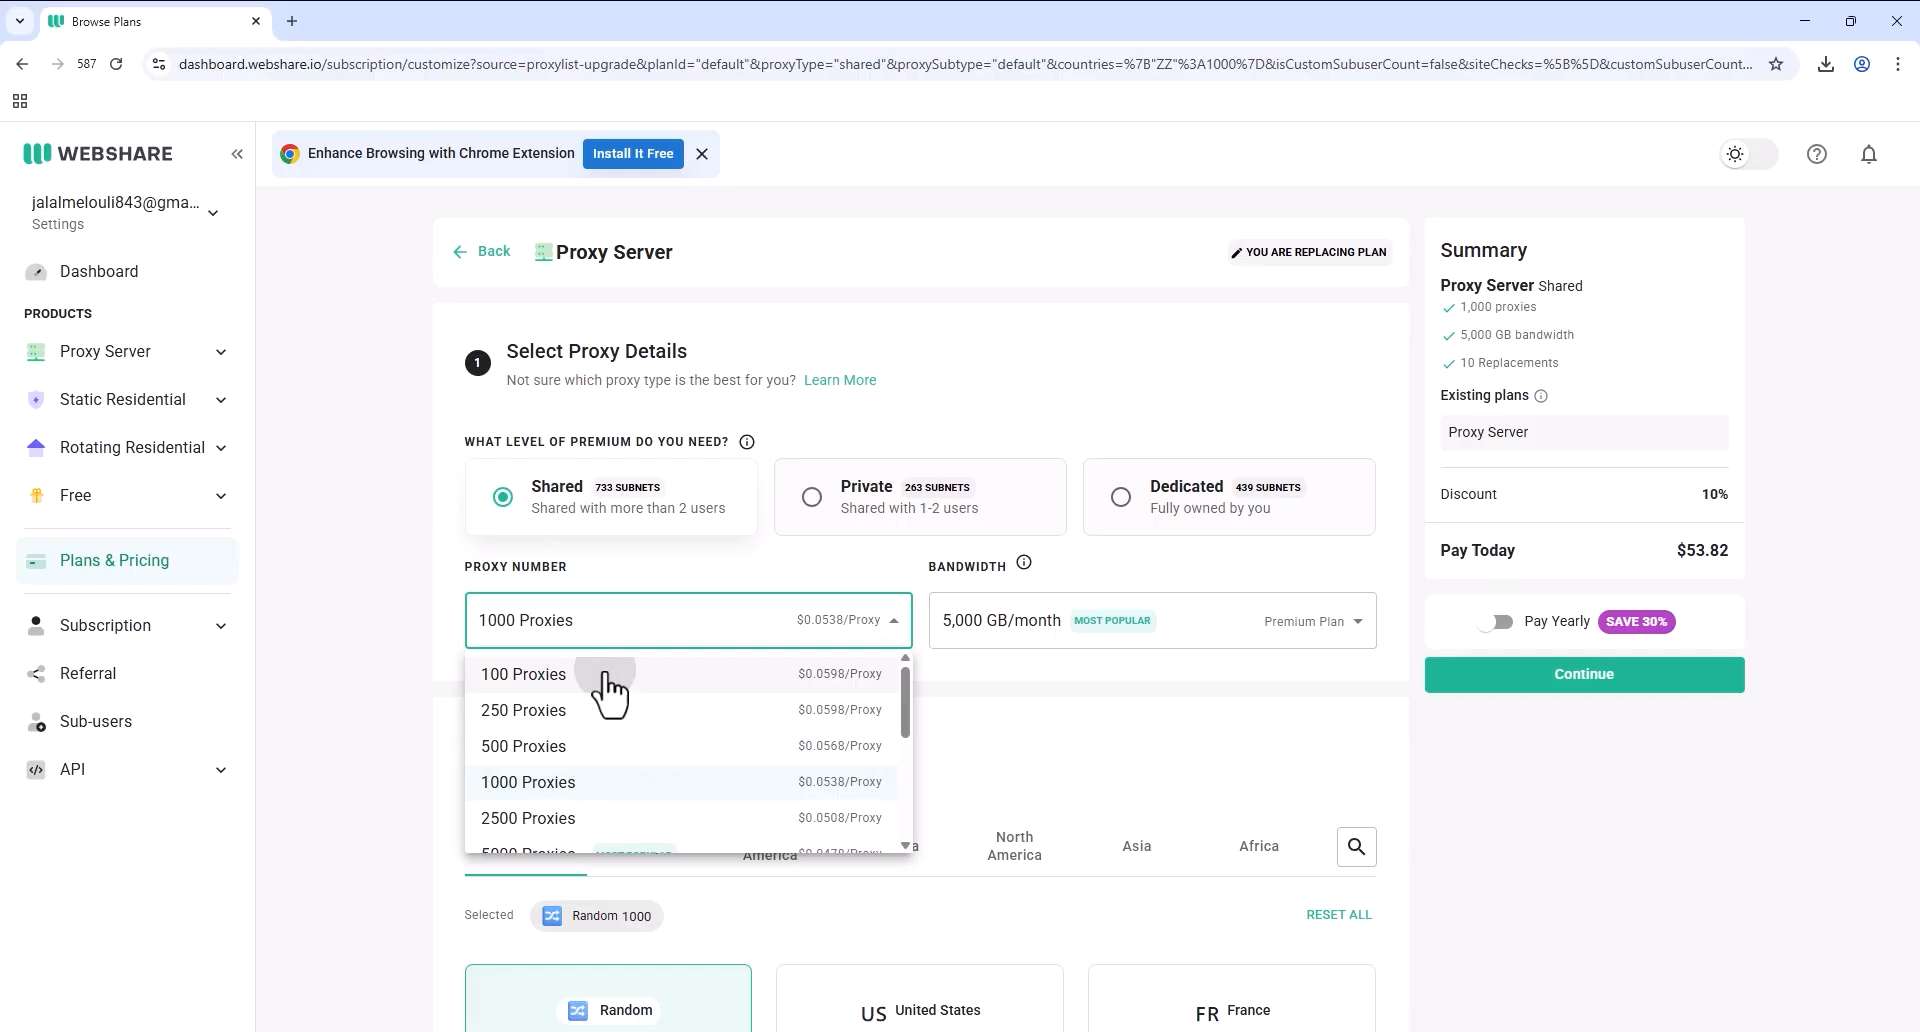 Browse Plans
587
dashboard.webshare.io/subscription/customize?source=proxylist-upgrade&planId="default"&proxyType="shared"&proxySubtype="default"&countries=%7B"ZZ"%3A1000%7D&isCustomSubuserCount=false&siteChecks=%5B%5D&customSubuserCount...
WEBSHARE
Enhance Browsing with Chrome Extension
Install It Free
jalalmelouli843@gma...
Settings
Dashboard
PRODUCTS
Proxy Server
Static Residential
Rotating Residential
Free
Plans & Pricing
Subscription
Referral
Sub-users
API
Back
Proxy Server
YOU ARE REPLACING PLAN
1
Select Proxy Details
Not sure which proxy type is the best for you? Learn More
WHAT LEVEL OF PREMIUM DO YOU NEED?
Shared 733 SUBNETS
Shared with more than 2 users
Private 263 SUBNETS
Shared with 1-2 users
Dedicated 439 SUBNETS
Fully owned by you
PROXY NUMBER
1000 Proxies $0.0538/Proxy
100 Proxies $0.0598/Proxy
250 Proxies $0.0598/Proxy
500 Proxies $0.0568/Proxy
1000 Proxies $0.0538/Proxy
2500 Proxies $0.0508/Proxy
5000 Proxies
BANDWIDTH
5,000 GB/month MOST POPULAR Premium Plan
America
North
America
Asia
Africa
Selected
Random 1000
RESET ALL
Random
US United States
FR France
Summary
Proxy Server Shared
1,000 proxies
5,000 GB bandwidth
10 Replacements
Existing plans
Proxy Server
Discount 10%
Pay Today $53.82
Pay Yearly SAVE 30%
Continue